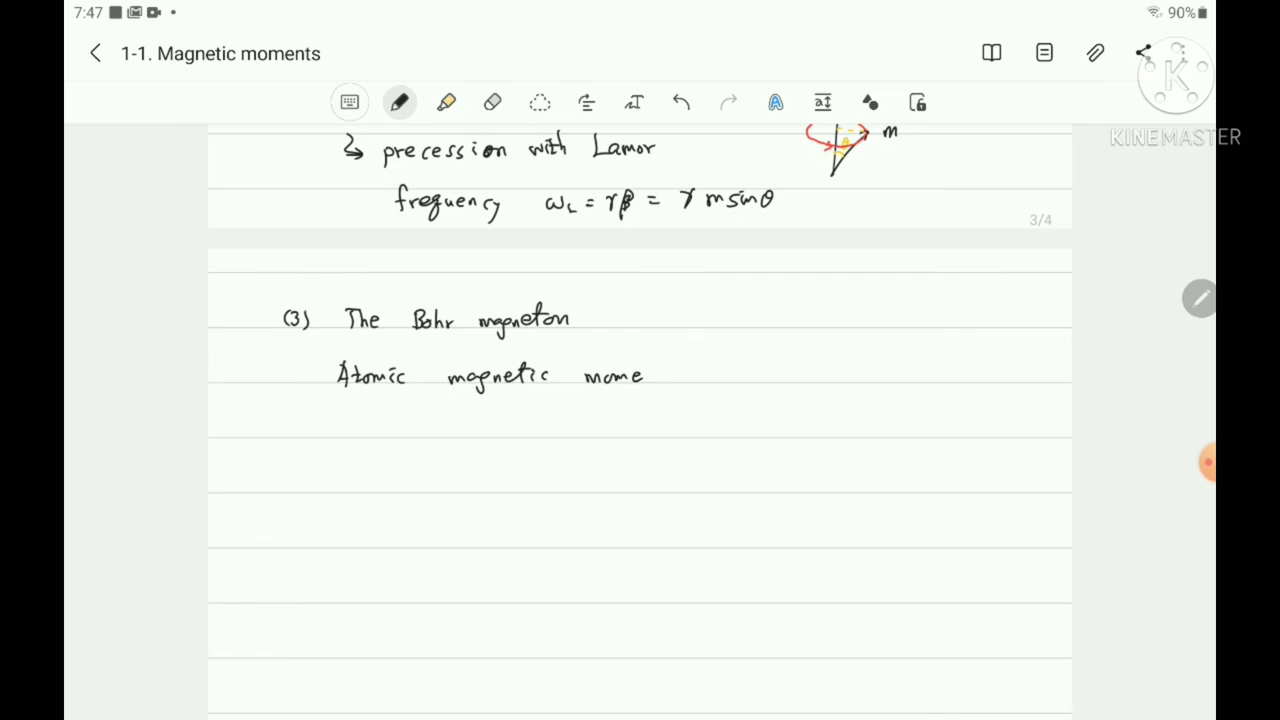 7:47
90%
1-1. Magnetic moments
KINEMASTER
m
θ
precession with Lamor
frequency ω_L = γB = γ m sinθ
3/4
(3) The Bohr magneton
Atomic magnetic mome